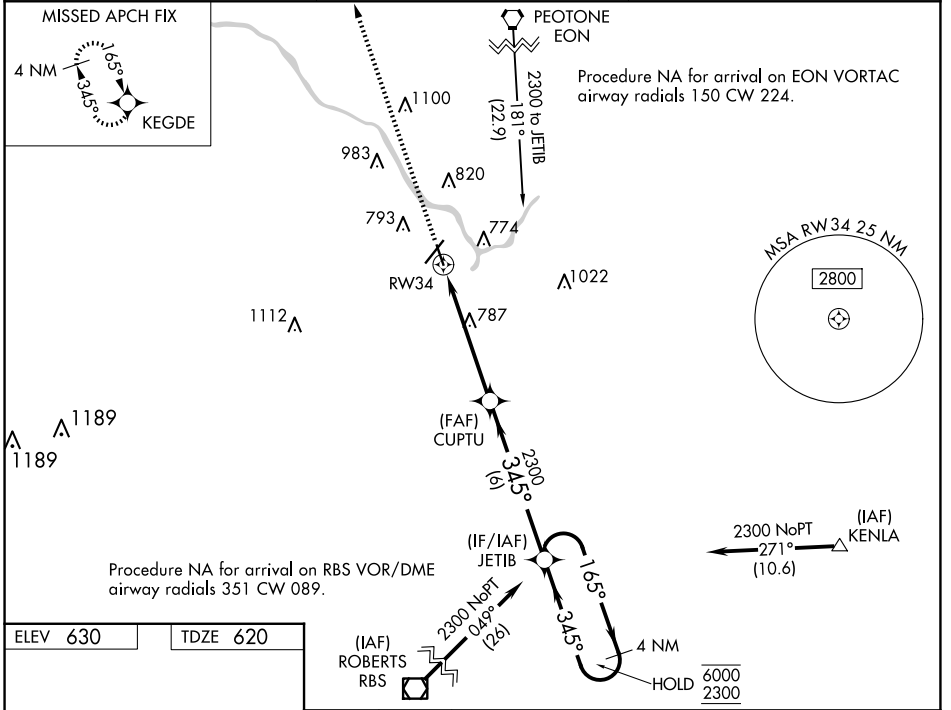 MISSED APCH FIX
4 NM
165°
345°
KEGDE
PEOTONE
EON
2300 to JETIB
181°
(22.9)
Procedure NA for arrival on EON VORTAC
airway radials 150 CW 224.
1100
983
820
793
774
RW34
1022
787
1112
MSA RW34 25 NM
2800
1189
1189
(FAF)
CUPTU
2300
345°
(6)
(IF/IAF)
JETIB
2300 NoPT
271°
(10.6)
(IAF)
KENLA
165°
345°
4 NM
HOLD
6000
2300
Procedure NA for arrival on RBS VOR/DME
airway radials 351 CW 089.
2300 NoPT
049°
(26)
(IAF)
ROBERTS
RBS
ELEV 630
TDZE 620